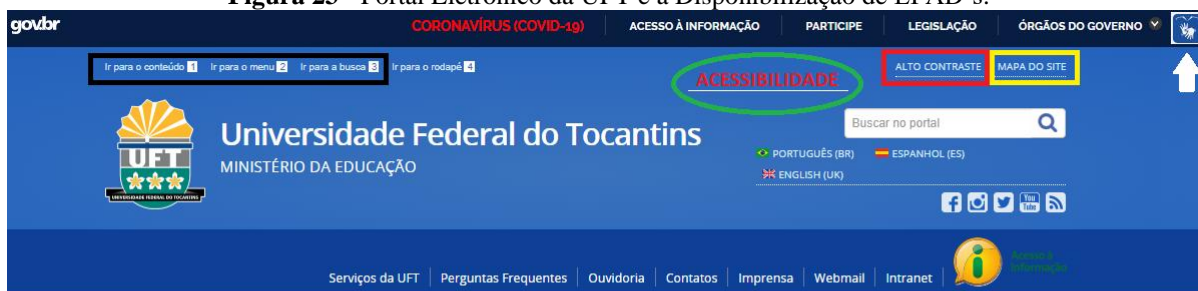 Figura 23 - Portal Eletrônico da UFT e a Disponibilização de EPAD's.
gov.br CORONAVÍRUS (COVID-19) ACESSO À INFORMAÇÃO PARTICIPE LEGISLAÇÃO ÓRGÃOS DO GOVERNO
Ir para o conteúdo 1 Ir para o menu 2 Ir para a busca 3 Ir para o rodapé 4 ACESSIBILIDADE ALTO CONTRASTE MAPA DO SITE
Universidade Federal do Tocantins
MINISTÉRIO DA EDUCAÇÃO
UFT
UNIVERSIDADE FEDERAL DO TOCANTINS
Buscar no portal
PORTUGUÊS (BR) ESPANHOL (ES)
ENGLISH (UK)
You Tube
Serviços da UFT Perguntas Frequentes Ouvidoria Contatos Imprensa Webmail Intranet
Acesso à
Informação